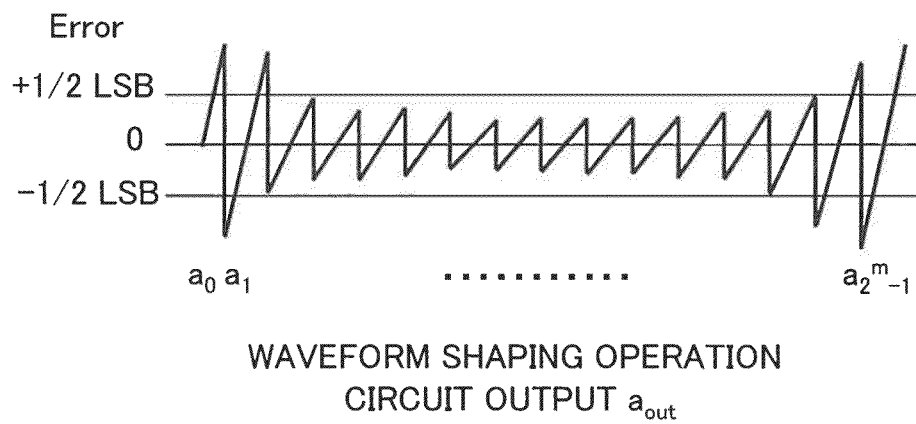 Error
+1/2 LSB
0
−1/2 LSB
a₀ a₁ ··········· a₂ᵐ₋₁
WAVEFORM SHAPING OPERATION
CIRCUIT OUTPUT aₒᵤₜ